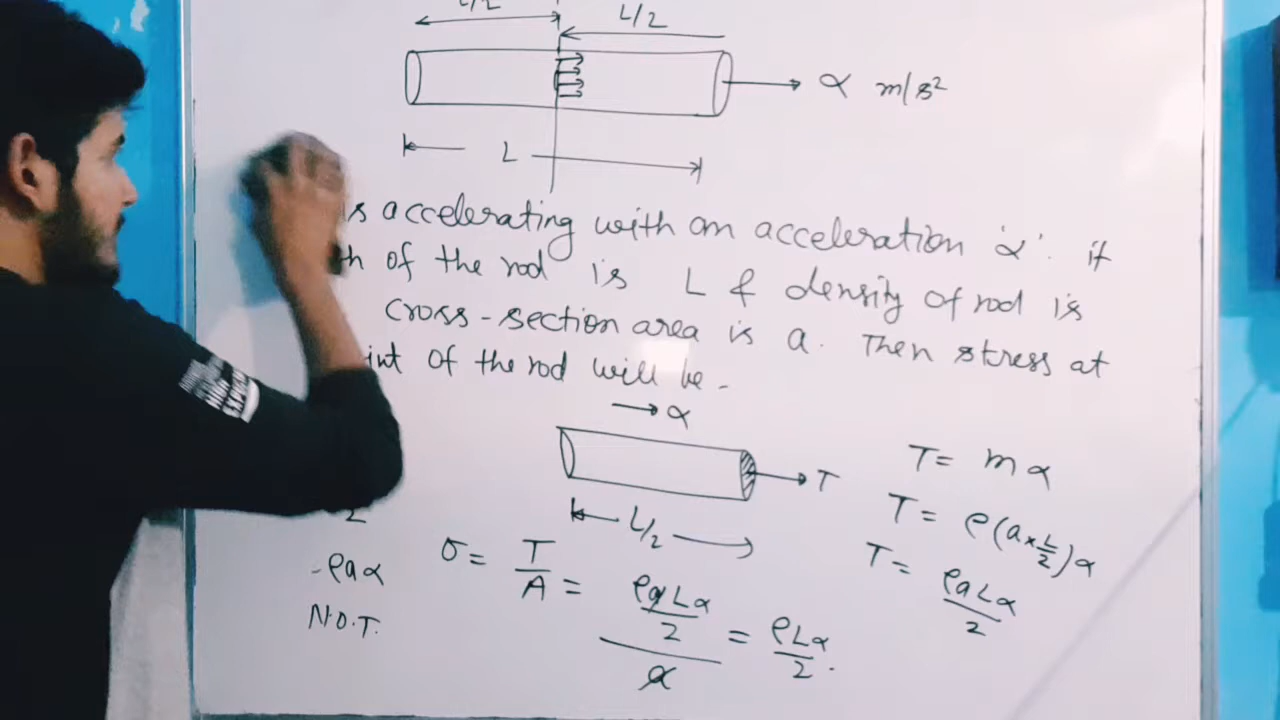 L/2 L/2
α m/s²
L
is accelerating with an acceleration 'α'. if
of the rod is L & density of rod is
cross-section area is a. Then stress at
of the rod will be -
α
T
L/2
T = mα
T = ρ(a×L/2)α
T = ρaLα/2
2
ρaα
N.O.T.
σ = T/A = (ρaLα/2)/a = ρLα/2.